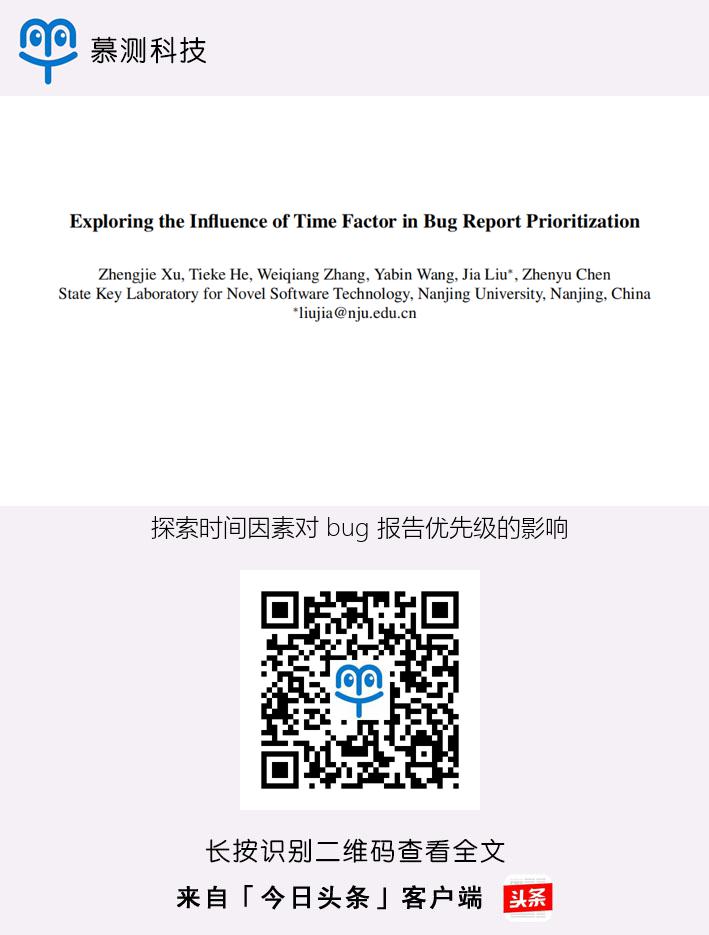 慕测科技
Exploring the Influence of Time Factor in Bug Report Prioritization
Zhengjie Xu, Tieke He, Weiqiang Zhang, Yabin Wang, Jia Liu*, Zhenyu Chen
State Key Laboratory for Novel Software Technology, Nanjing University, Nanjing, China
*liujia@nju.edu.cn
探索时间因素对 bug 报告优先级的影响
长按识别二维码查看全文
来自「今日头条」客户端
头条